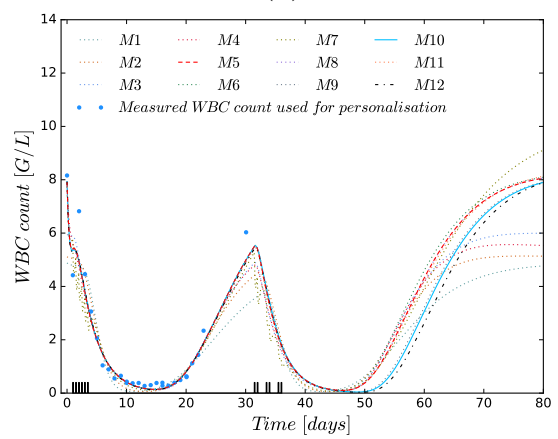 14
12
10
8
6
4
2
0
WBC count [G/L]
M1 M4 M7 M10
M2 M5 M8 M11
M3 M6 M9 M12
Measured WBC count used for personalisation
0 10 20 30 40 50 60 70 80
Time [days]